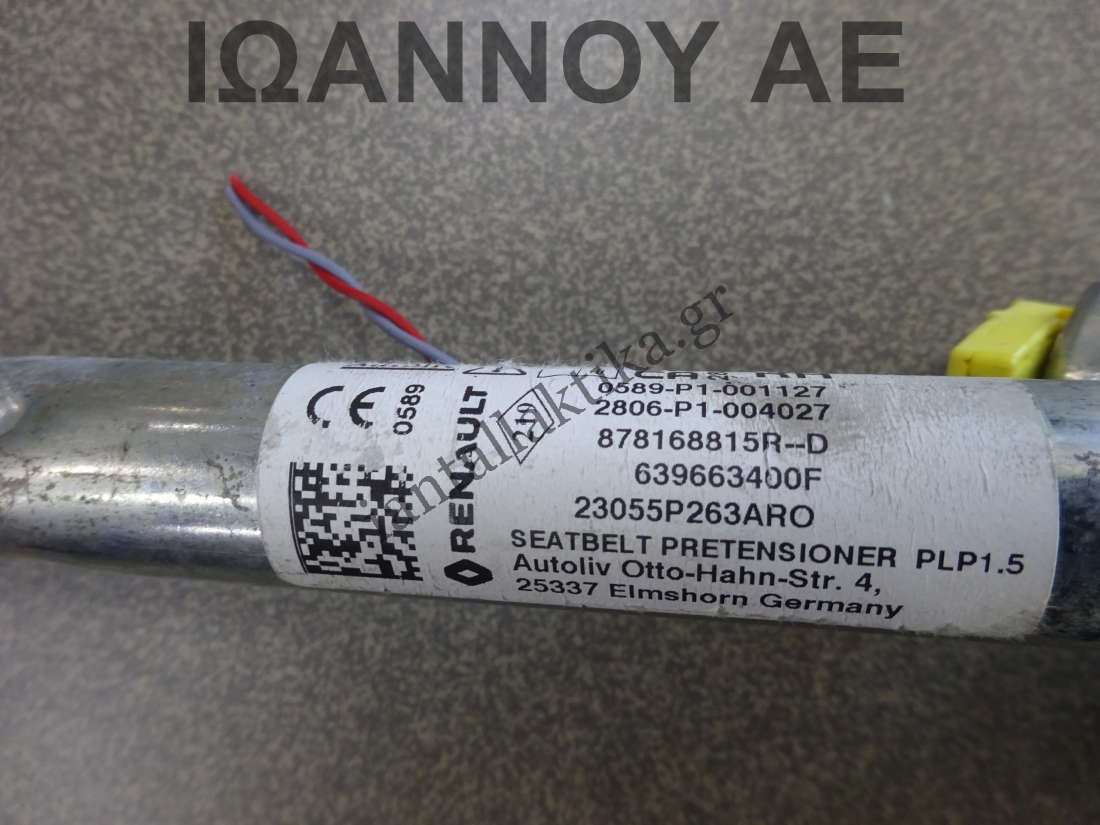 ΙΩΑΝΝΟΥ ΑΕ
antallaktika.gr
CE 0589
RENAULT
0589-P1-001127
2806-P1-004027
878168815R--D
639663400F
23055P263ARO
SEATBELT PRETENSIONER PLP1.5
Autoliv Otto-Hahn-Str. 4,
25337 Elmshorn Germany